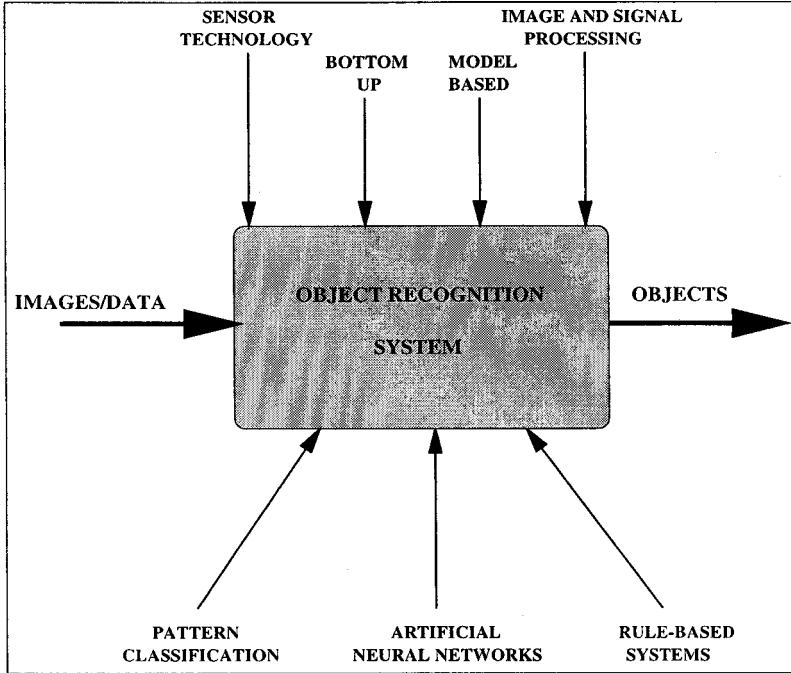 SENSOR
TECHNOLOGY
BOTTOM
UP
MODEL
BASED
IMAGE AND SIGNAL
PROCESSING
IMAGES/DATA
OBJECT RECOGNITION
SYSTEM
OBJECTS
PATTERN
CLASSIFICATION
ARTIFICIAL
NEURAL NETWORKS
RULE-BASED
SYSTEMS